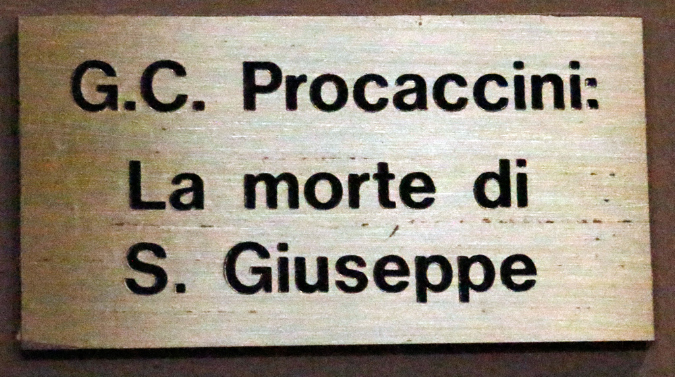 G.C. Procaccini:
La morte di
S. Giuseppe